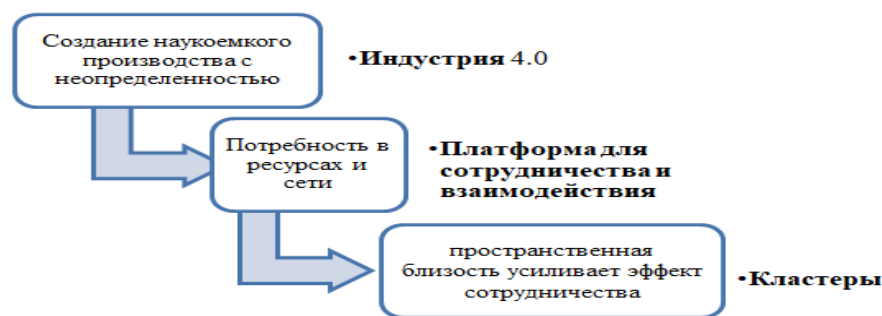 Создание наукоемкого
производства с
неопределенностью
•Индустрия 4.0
Потребность в
ресурсах и
сети
•Платформа для
сотрудничества и
взаимодействия
пространственная
близость усиливает эффект
сотрудничества
•Кластеры